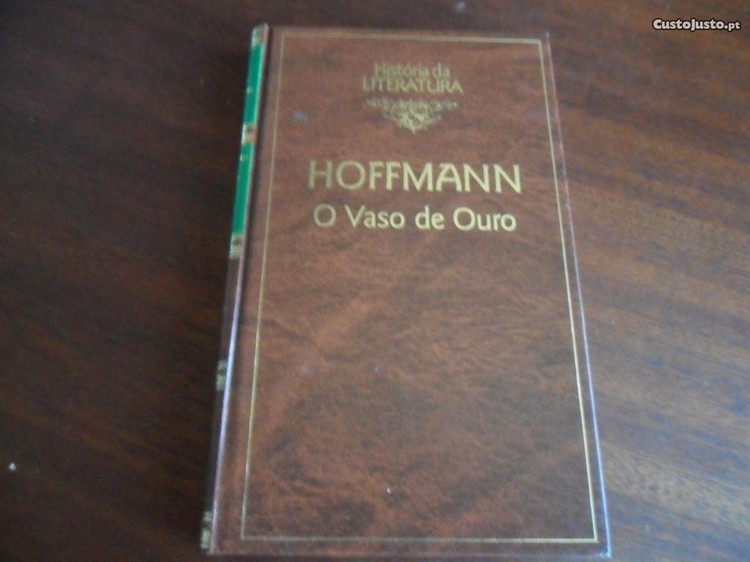 CustoJusto.pt
História da
LITERATURA
HOFFMANN
O Vaso de Ouro